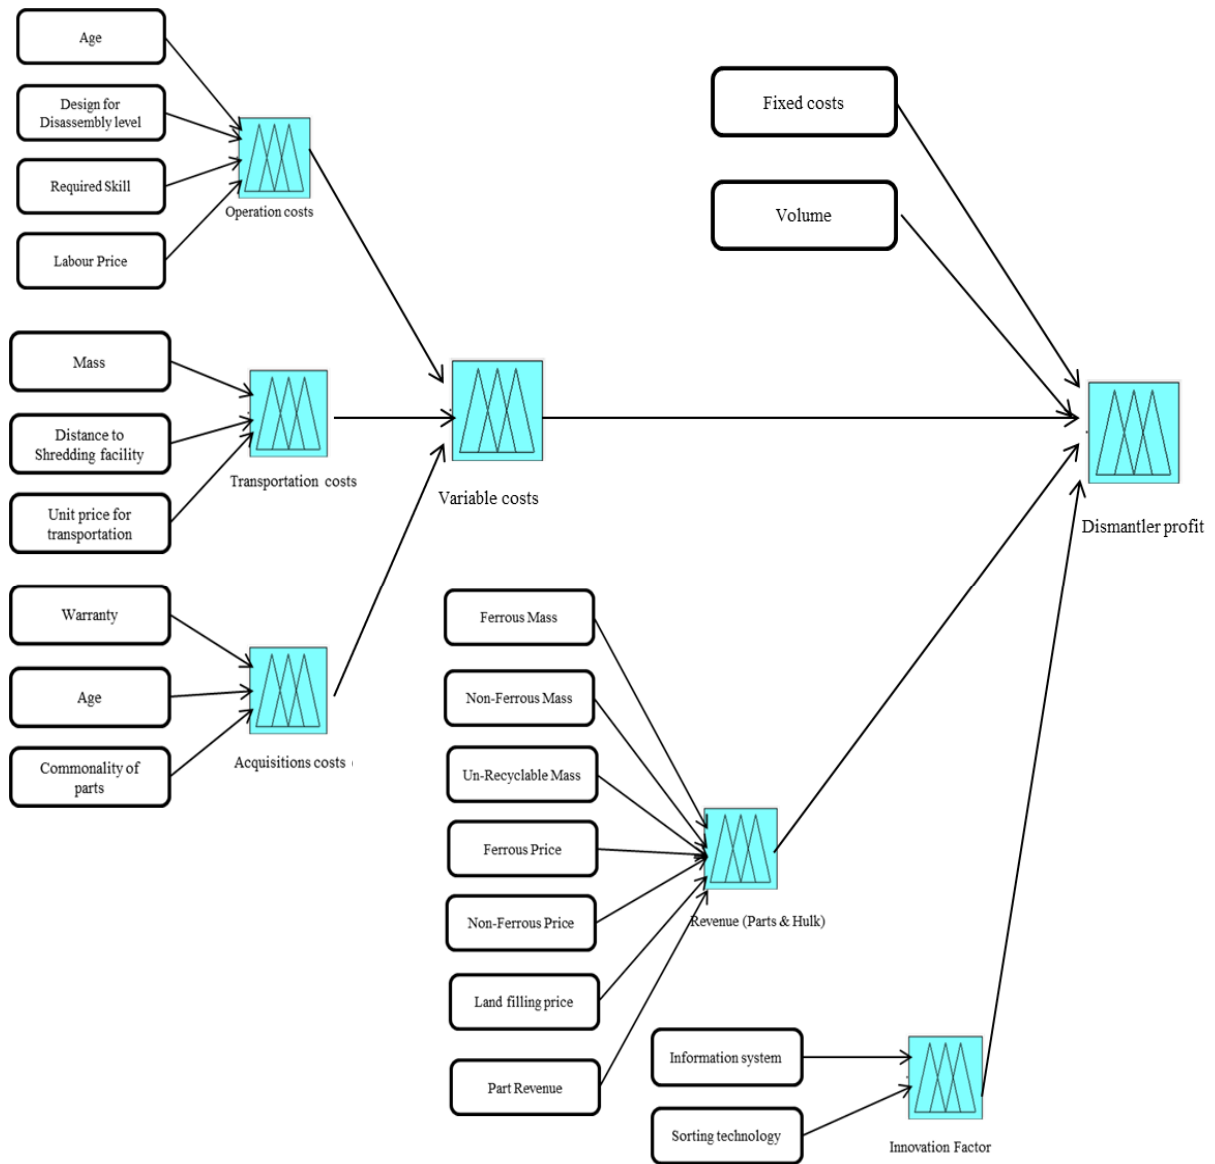 Age
Design for
Disassembly level
Required Skill
Labour Price
Operation costs
Fixed costs
Volume
Mass
Distance to
Shredding facility
Unit price for
transportation
Transportation costs
Variable costs
Dismantler profit
Warranty
Age
Commonality of
parts
Acquisitions costs
Ferrous Mass
Non-Ferrous Mass
Un-Recyclable Mass
Ferrous Price
Non-Ferrous Price
Land filling price
Part Revenue
Revenue (Parts & Hulk)
Information system
Sorting technology
Innovation Factor